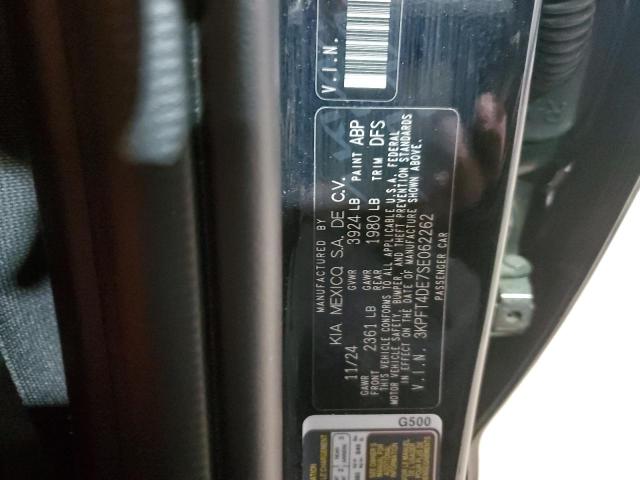 V.I.N.
MANUFACTURED BY
KIA MEXICO, S.A. DE C.V.
11/24 GVWR 3924 LB PAINT ABP
GAWR FRONT 2361 LB GAWR REAR 1980 LB TRIM DFS
THIS VEHICLE CONFORMS TO ALL APPLICABLE U.S.A. FEDERAL
MOTOR VEHICLE SAFETY, BUMPER, AND THEFT PREVENTION STANDARDS
IN EFFECT ON THE DATE OF MANUFACTURE SHOWN ABOVE.
V.I.N. 3KPFT4DE7SE062262
PASSENGER CAR
G500